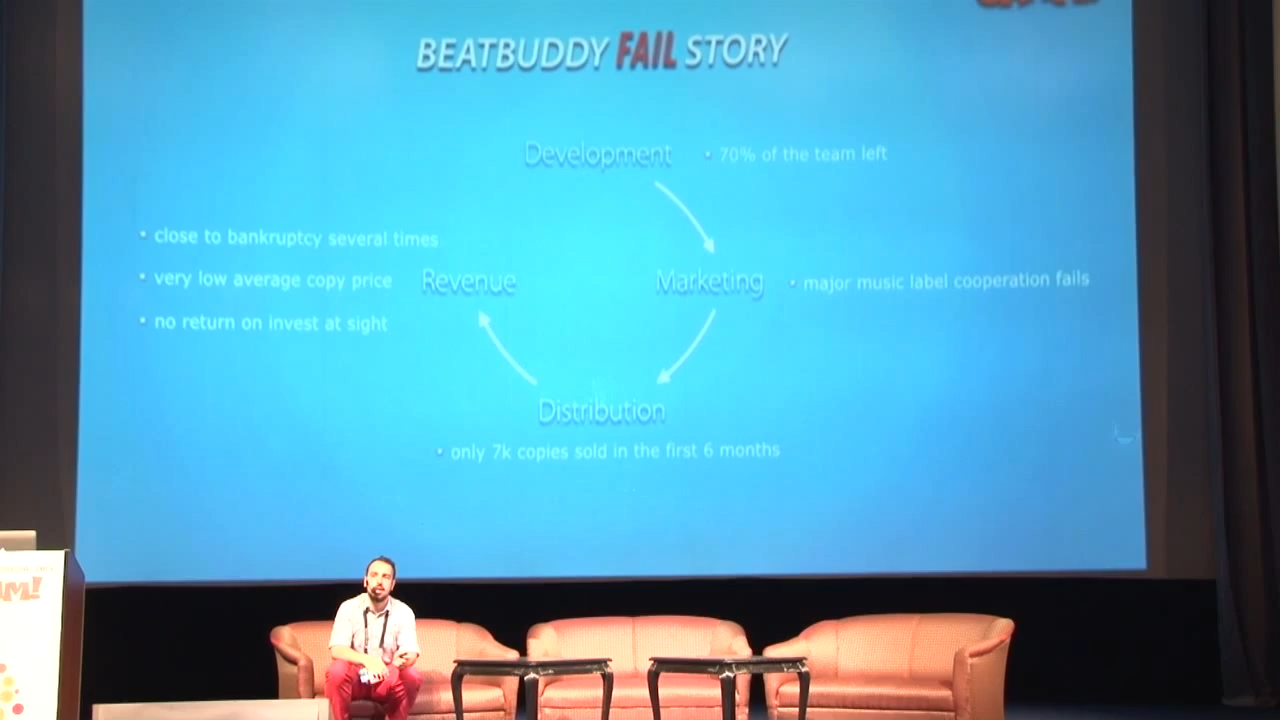 BEATBUDDY FAIL STORY
Development
• 70% of the team left
• close to bankruptcy several times
• very low average copy price
• no return on invest at sight
Revenue
Marketing
• major music label cooperation fails
Distribution
• only 7k copies sold in the first 6 months